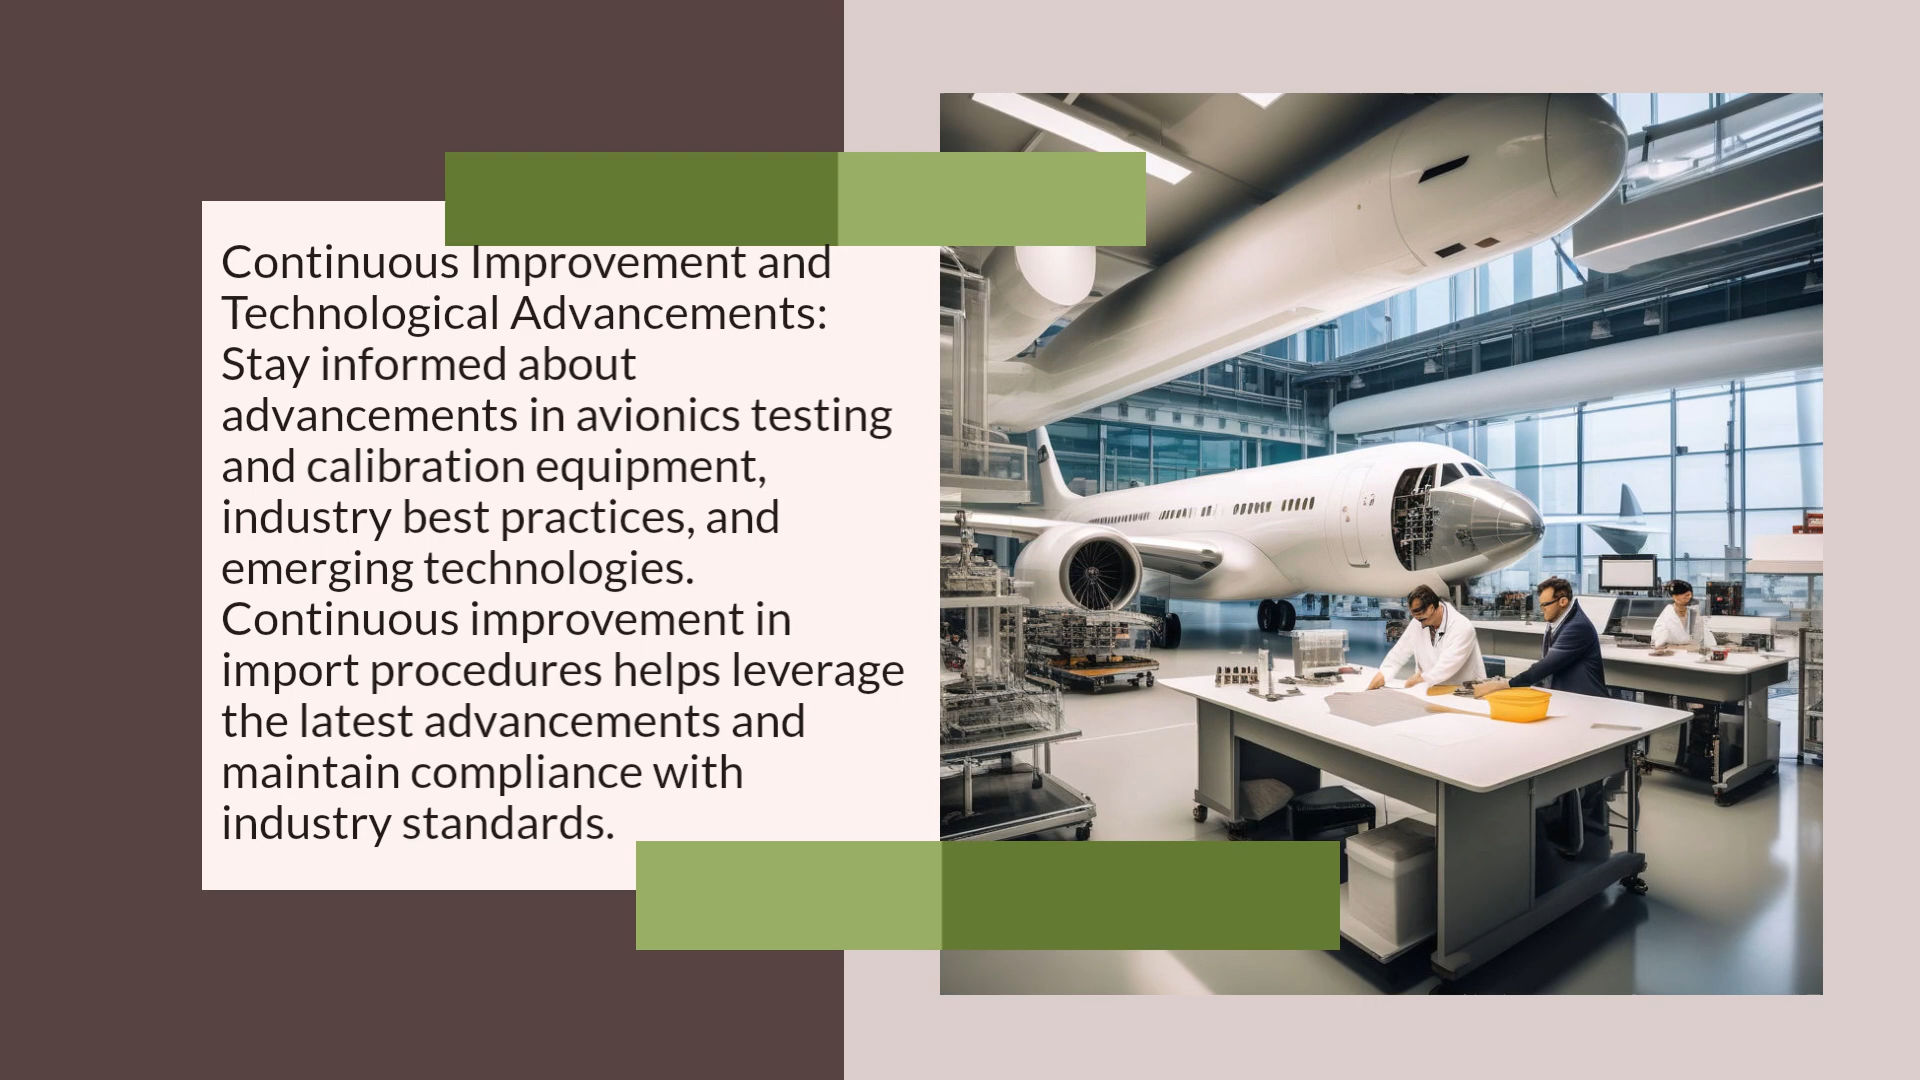 Continuous Improvement and
Technological Advancements:
Stay informed about
advancements in avionics testing
and calibration equipment,
industry best practices, and
emerging technologies.
Continuous improvement in
import procedures helps leverage
the latest advancements and
maintain compliance with
industry standards.